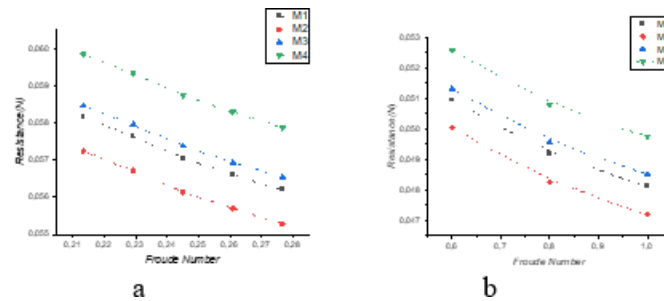 M1
M2
M3
M4
0,060
0,059
0,058
0,057
0,056
0,055
Resistance(N)
0,21 0,22 0,23 0,24 0,25 0,26 0,27 0,28
Froude Number
a
M
M
M
M
0,053
0,052
0,051
0,050
0,049
0,048
0,047
Resistance(N)
0,6 0,7 0,8 0,9 1,0
Froude Number
b